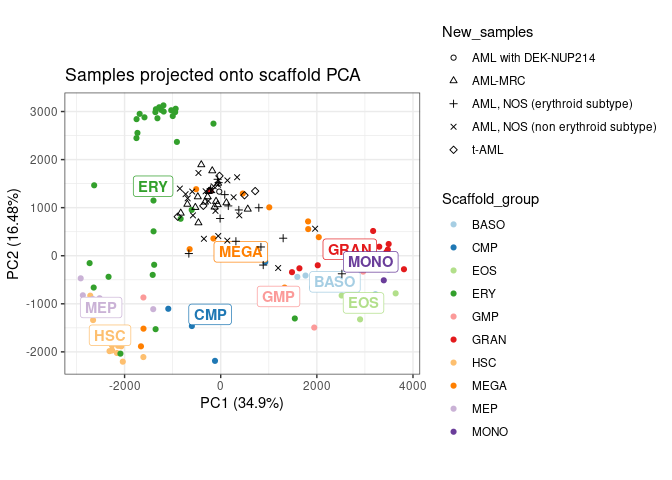 Samples projected onto scaffold PCA
3000
2000
1000
0
-1000
-2000
PC2 (16.48%)
ERY
MEGA
GRAN
MONO
BASO
GMP
EOS
MEP
CMP
HSC
-2000
0
2000
4000
PC1 (34.9%)
New_samples
AML with DEK-NUP214
AML-MRC
AML, NOS (erythroid subtype)
AML, NOS (non erythroid subtype)
t-AML
Scaffold_group
BASO
CMP
EOS
ERY
GMP
GRAN
HSC
MEGA
MEP
MONO